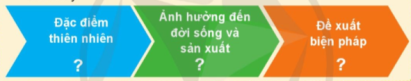 Đặc điểm
thiên nhiên
?
Ảnh hưởng đến
đời sống và
sản xuất
?
Đề xuất
biện pháp
?